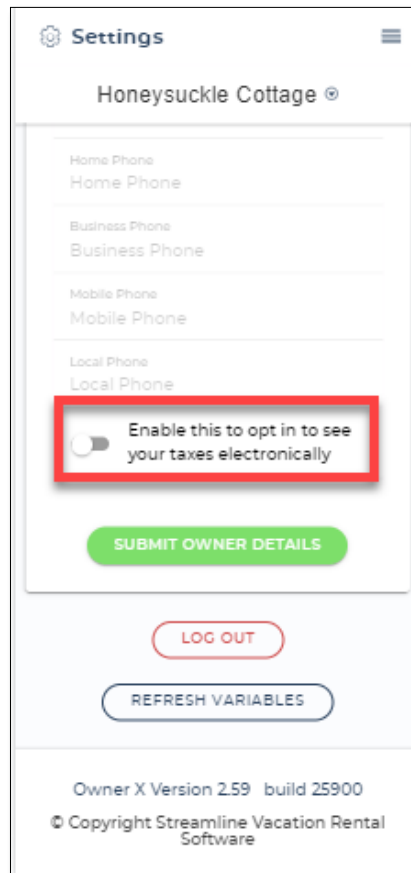 Settings
Honeysuckle Cottage
Home Phone
Home Phone
Business Phone
Business Phone
Mobile Phone
Mobile Phone
Local Phone
Local Phone
Enable this to opt in to see
your taxes electronically
SUBMIT OWNER DETAILS
LOG OUT
REFRESH VARIABLES
Owner X Version 2.59 build 25900
© Copyright Streamline Vacation Rental
Software